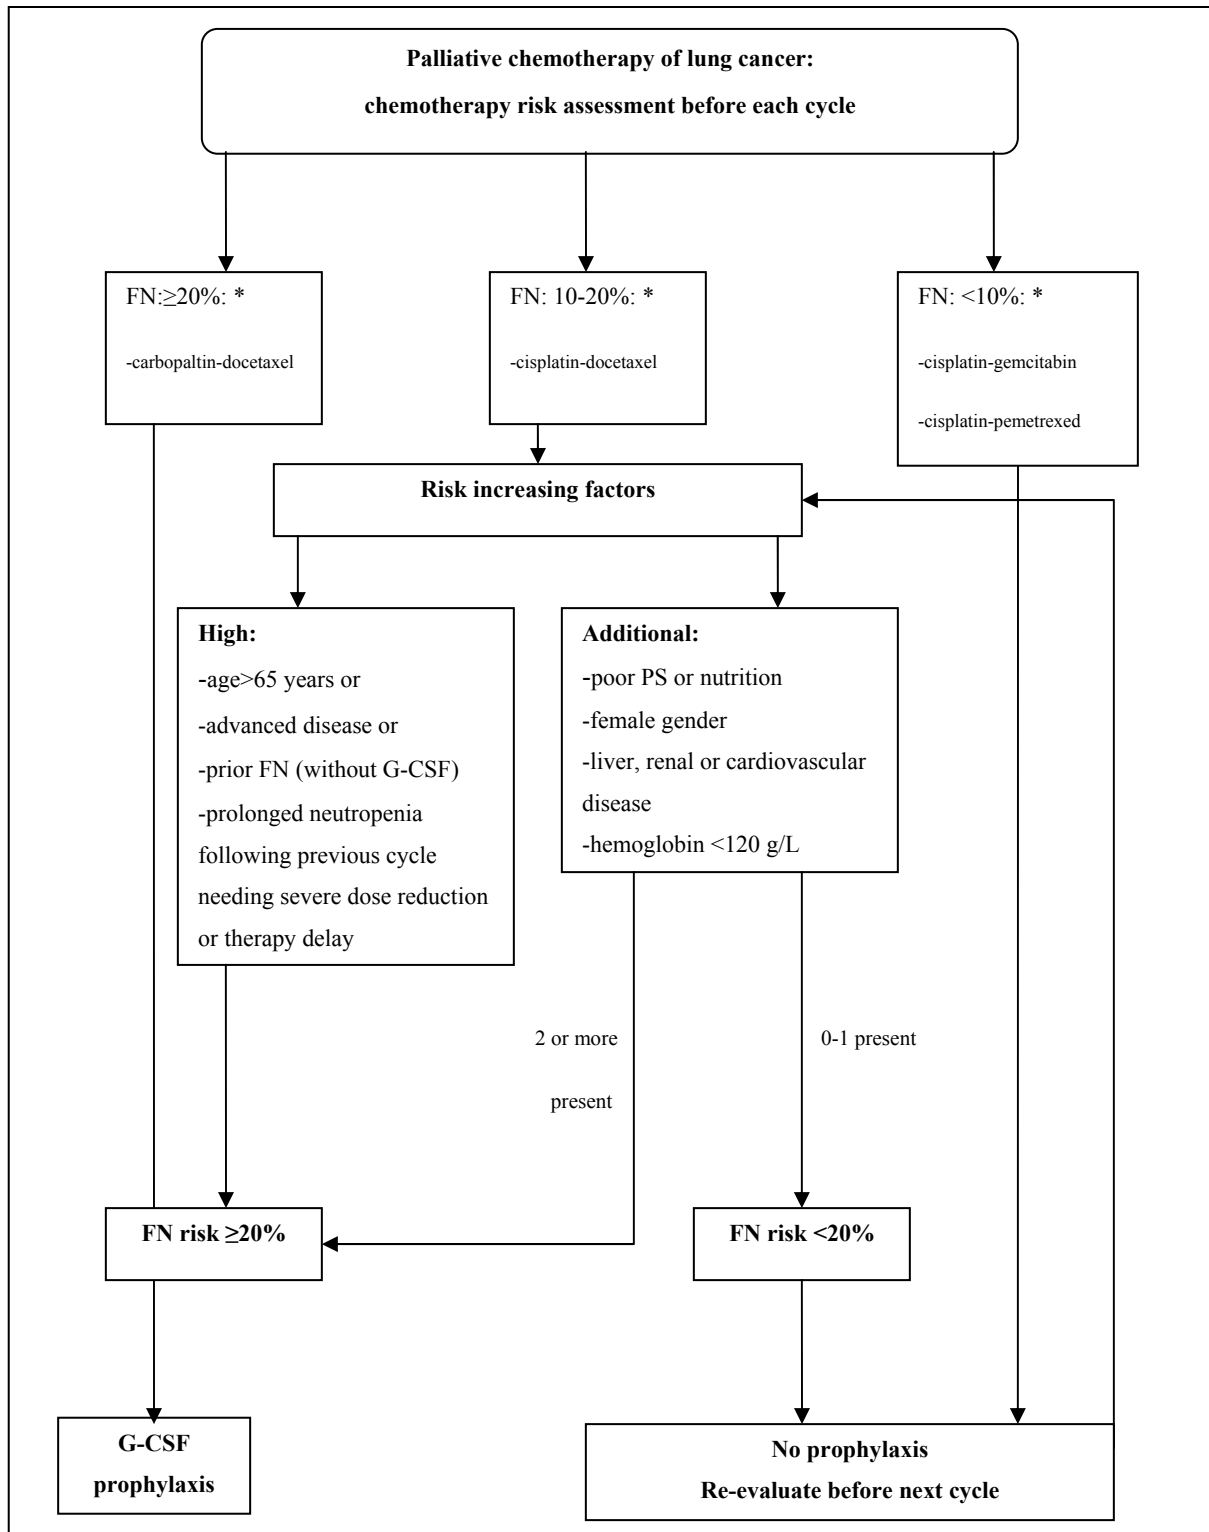 Palliative chemotherapy of lung cancer:
chemotherapy risk assessment before each cycle
FN:≥20%: *
-carbopaltin-docetaxel
FN: 10-20%: *
-cisplatin-docetaxel
FN: <10%: *
-cisplatin-gemcitabin
-cisplatin-pemetrexed
Risk increasing factors
High:
-age>65 years or
-advanced disease or
-prior FN (without G-CSF)
-prolonged neutropenia
following previous cycle
needing severe dose reduction
or therapy delay
Additional:
-poor PS or nutrition
-female gender
-liver, renal or cardiovascular
disease
-hemoglobin <120 g/L
2 or more
present
0-1 present
FN risk ≥20%
FN risk <20%
G-CSF
prophylaxis
No prophylaxis
Re-evaluate before next cycle